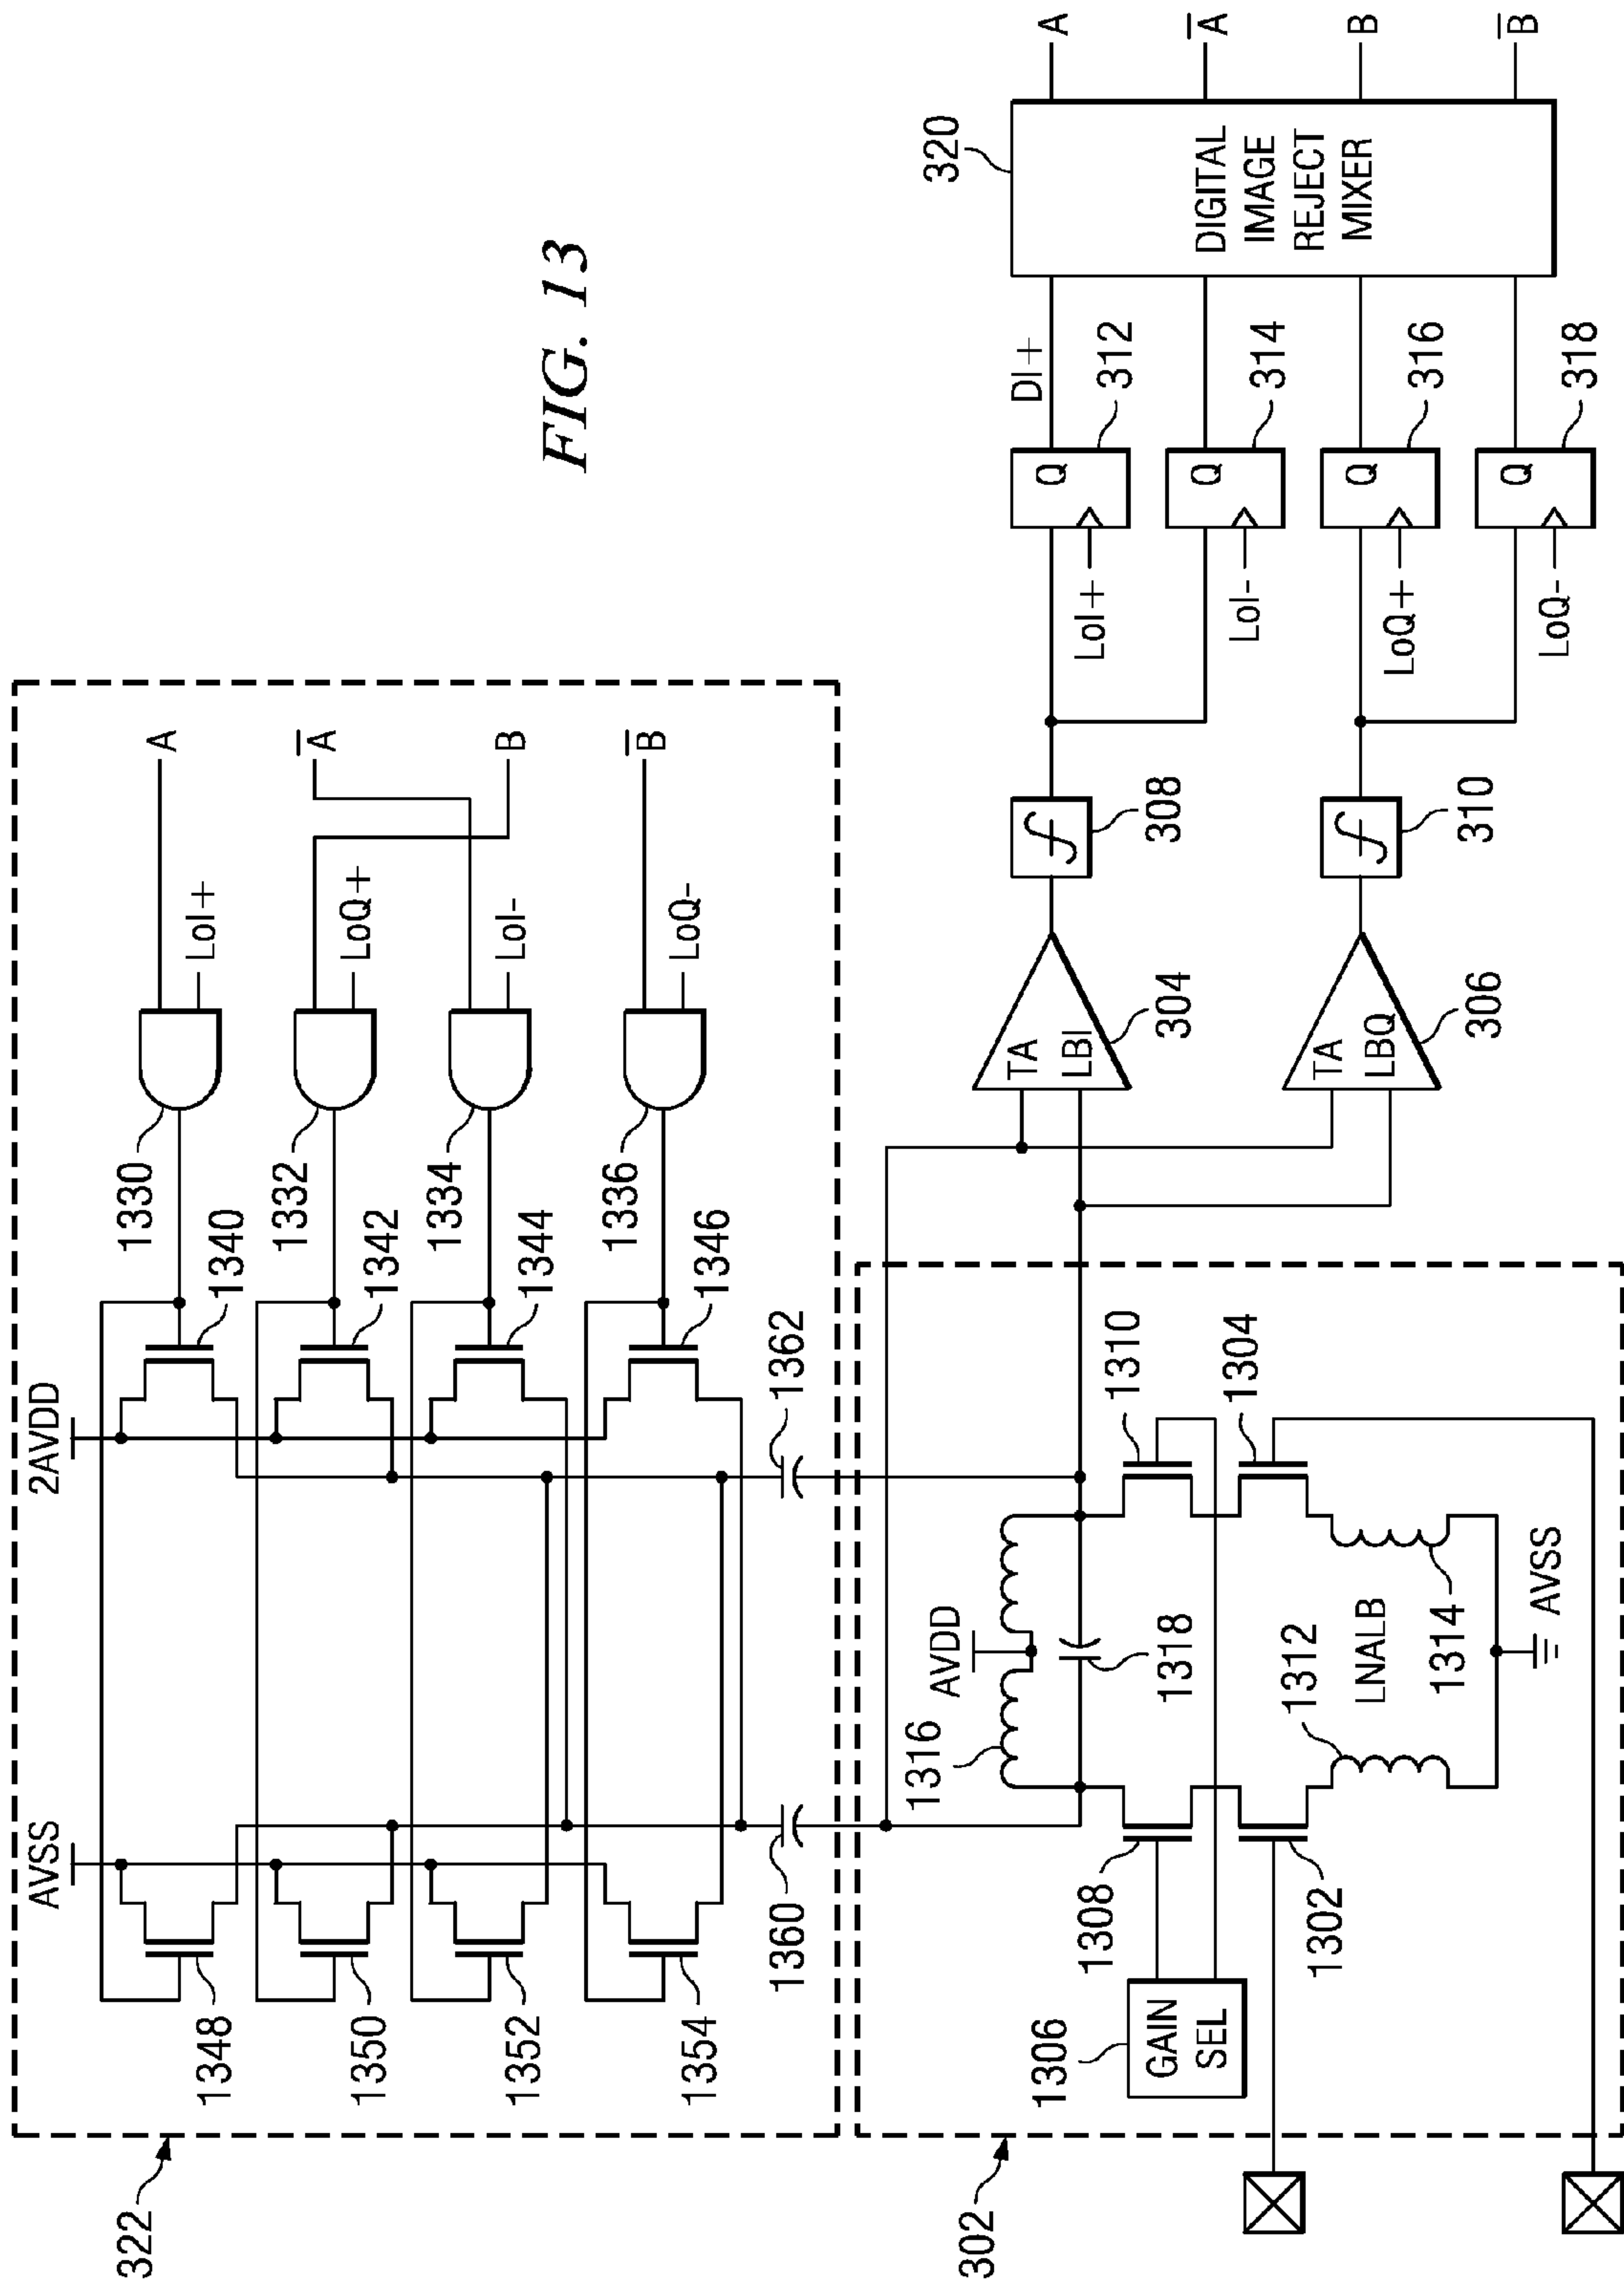 FIG. 13
322
AVSS
2AVDD
A
A̅
B
B̅
LoI+
LoQ+
LoI-
LoQ-
1330
1332
1334
1336
1340
1342
1344
1346
1348
1350
1352
1354
1360
1362
302
1306
GAIN
SEL
1308
1302
1316
AVDD
1318
1310
1304
1312
LNALB
1314
AVSS
TA
LBI
304
TA
LBQ
306
308
310
LoI+
LoI-
LoQ+
LoQ-
Q
Q
Q
Q
DI+
312
314
316
318
320
DIGITAL
IMAGE
REJECT
MIXER
A
A̅
B
B̅